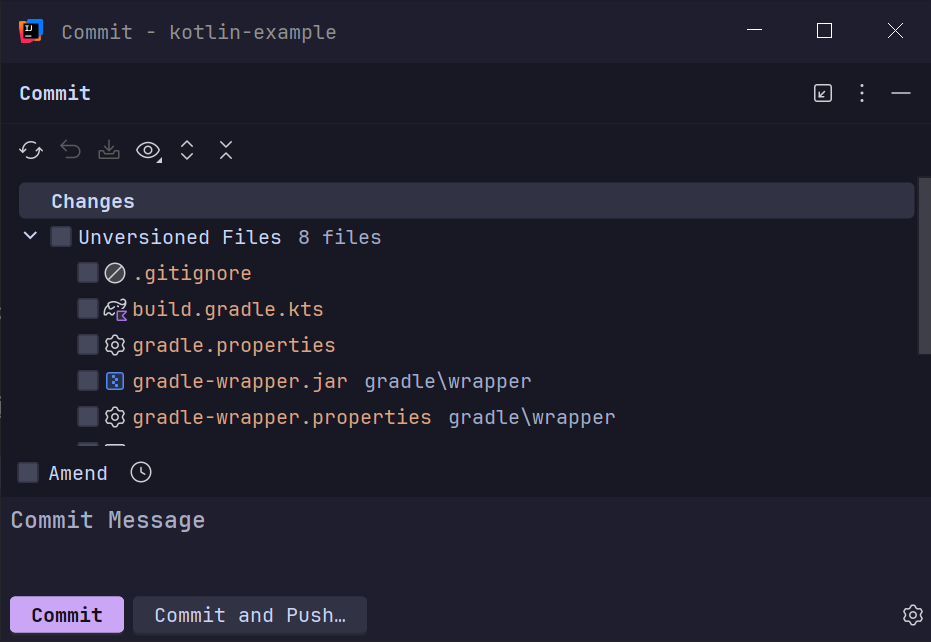 Commit - kotlin-example
Commit
Changes
Unversioned Files 8 files
.gitignore
build.gradle.kts
gradle.properties
gradle-wrapper.jar gradle\wrapper
gradle-wrapper.properties gradle\wrapper
Amend
Commit Message
Commit Commit and Push…